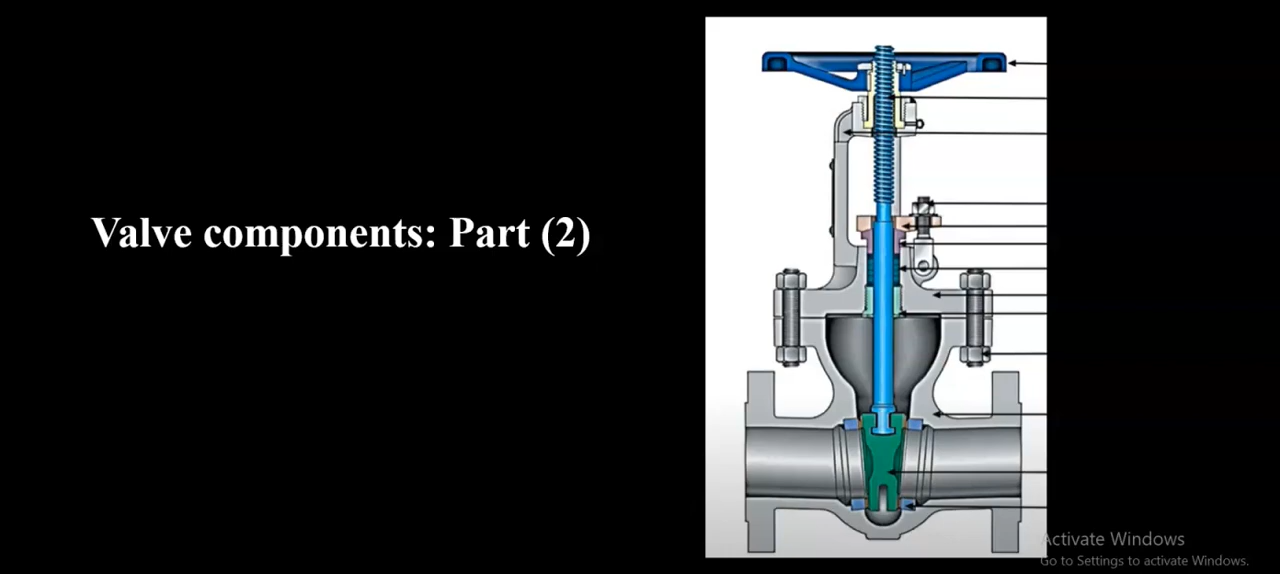 Valve components: Part (2)
Activate Windows
Go to Settings to activate Windows.